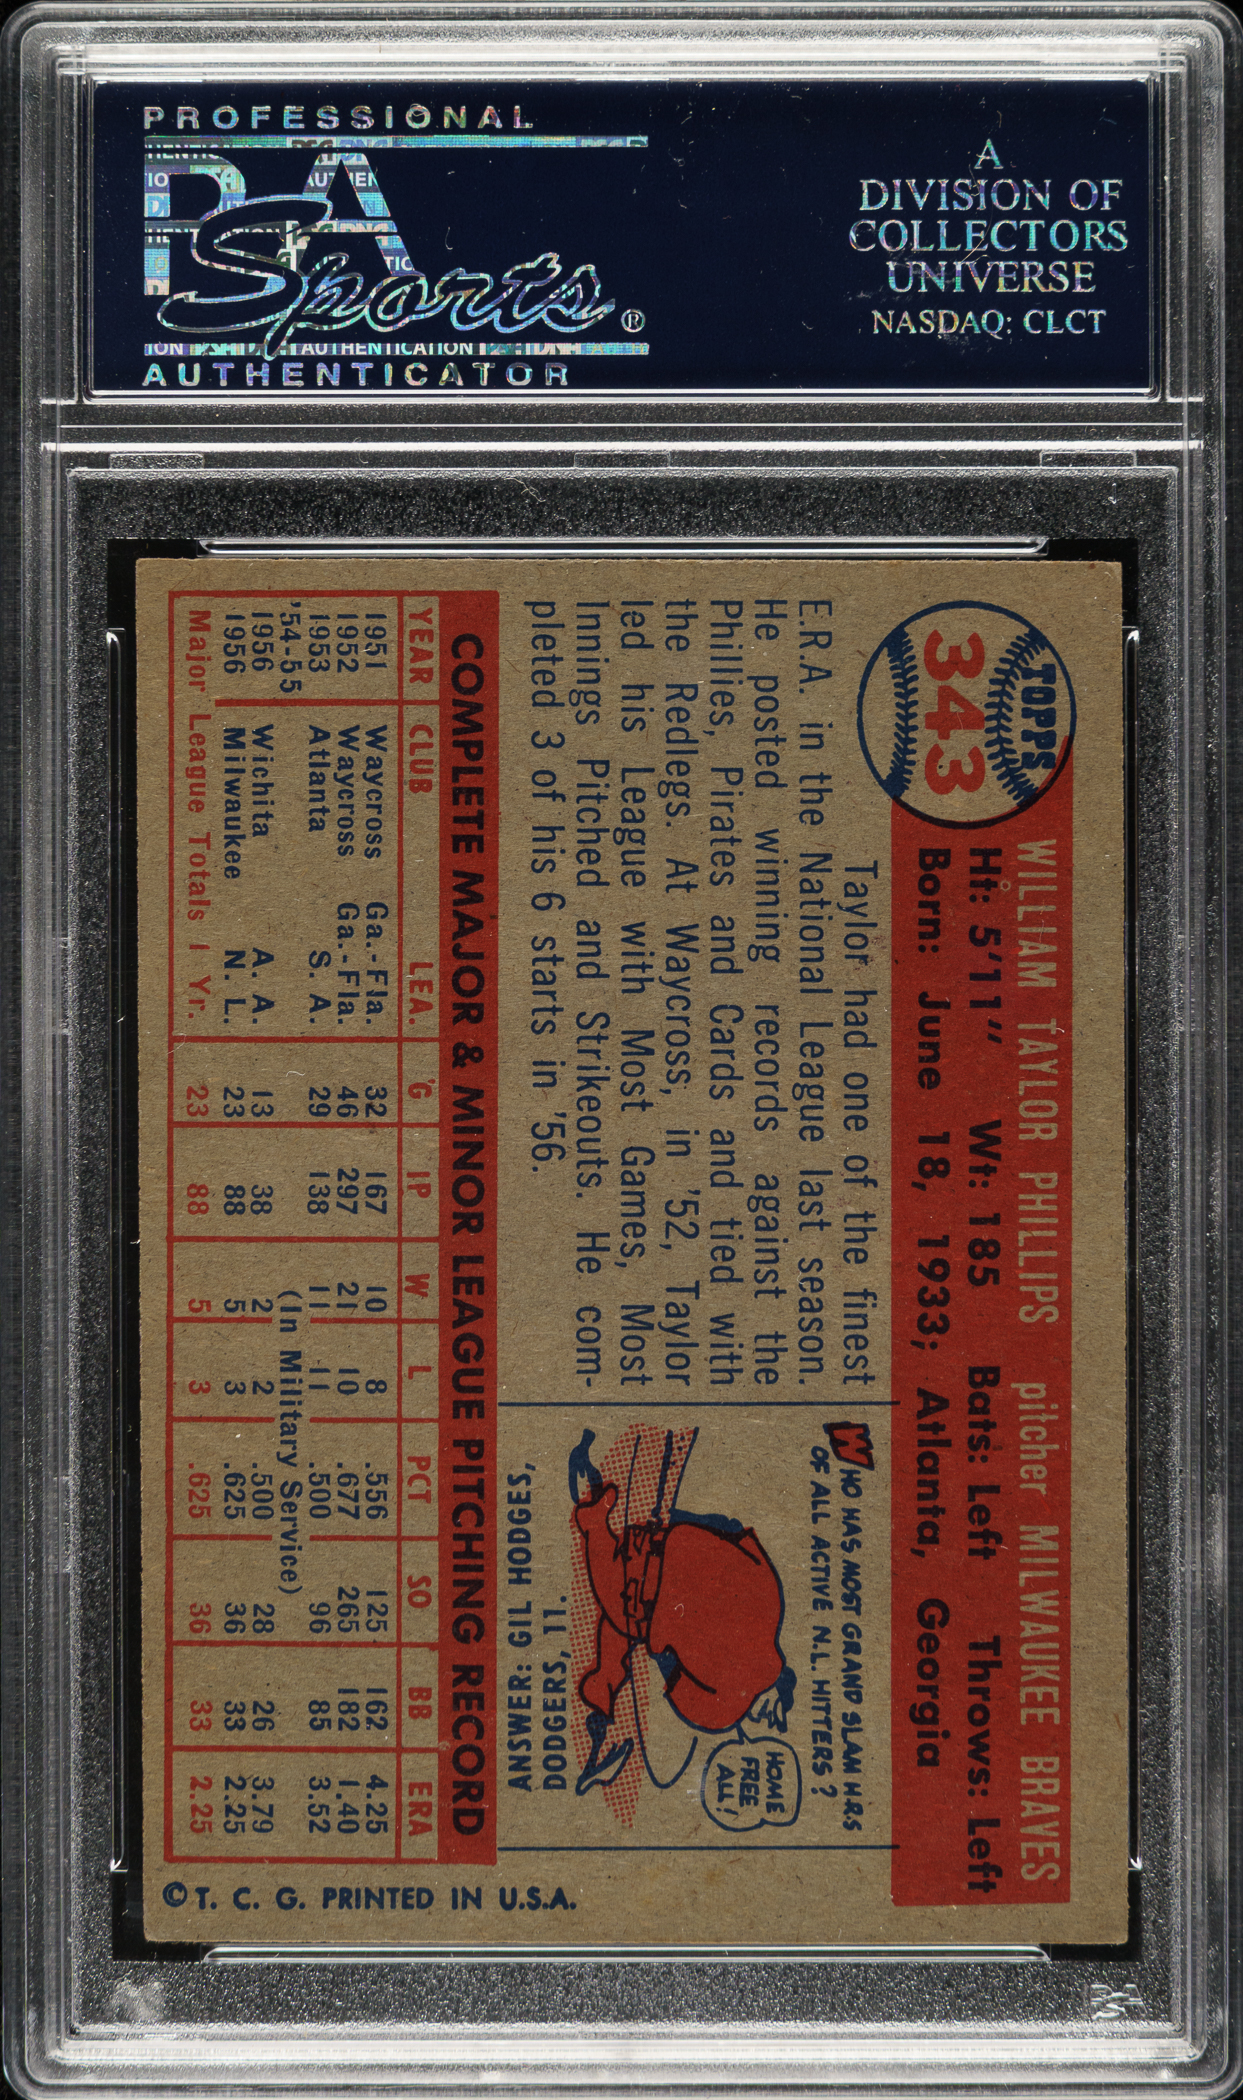 PROFESSIONAL
PSA
Sports®
AUTHENTICATOR
A
DIVISION OF
COLLECTORS
UNIVERSE
NASDAQ: CLCT
TOPPS
343
WILLIAM TAYLOR PHILLIPS pitcher MILWAUKEE BRAVES
Ht: 5'11" Wt: 185 Bats: Left Throws: Left
Born: June 18, 1933; Atlanta, Georgia
Taylor had one of the finest
E.R.A. in the National League last season.
He posted winning records against the
Phillies, Pirates and Cards and tied with
the Redlegs. At Waycross, in '52, Taylor
led his League with Most Games, Most
Innings Pitched and Strikeouts. He com-
pleted 3 of his 6 starts in '56.
WHO HAS MOST GRAND SLAM H.R.S
OF ALL ACTIVE N.L. HITTERS?
HOME
FREE
ALL!
ANSWER: GIL HODGES,
DODGERS, 11.
COMPLETE MAJOR & MINOR LEAGUE PITCHING RECORD
YEAR CLUB LEA. G IP W L PCT SO BB ERA
1951 Waycross Ga.-Fla. 32 167 10 8 .556 125 162 4.25
1952 Waycross Ga.-Fla. 46 297 21 10 .677 265 182 1.40
1953 Atlanta S. A. 29 138 11 11 .500 96 85 3.52
'54-55 (In Military Service)
1956 Wichita A. A. 13 38 2 2 .500 28 26 3.79
1956 Milwaukee N. L. 23 88 5 3 .625 36 33 2.25
Major League Totals 1 Yr. 23 88 5 3 .625 36 33 2.25
© T. C. G. PRINTED IN U.S.A.
PSA